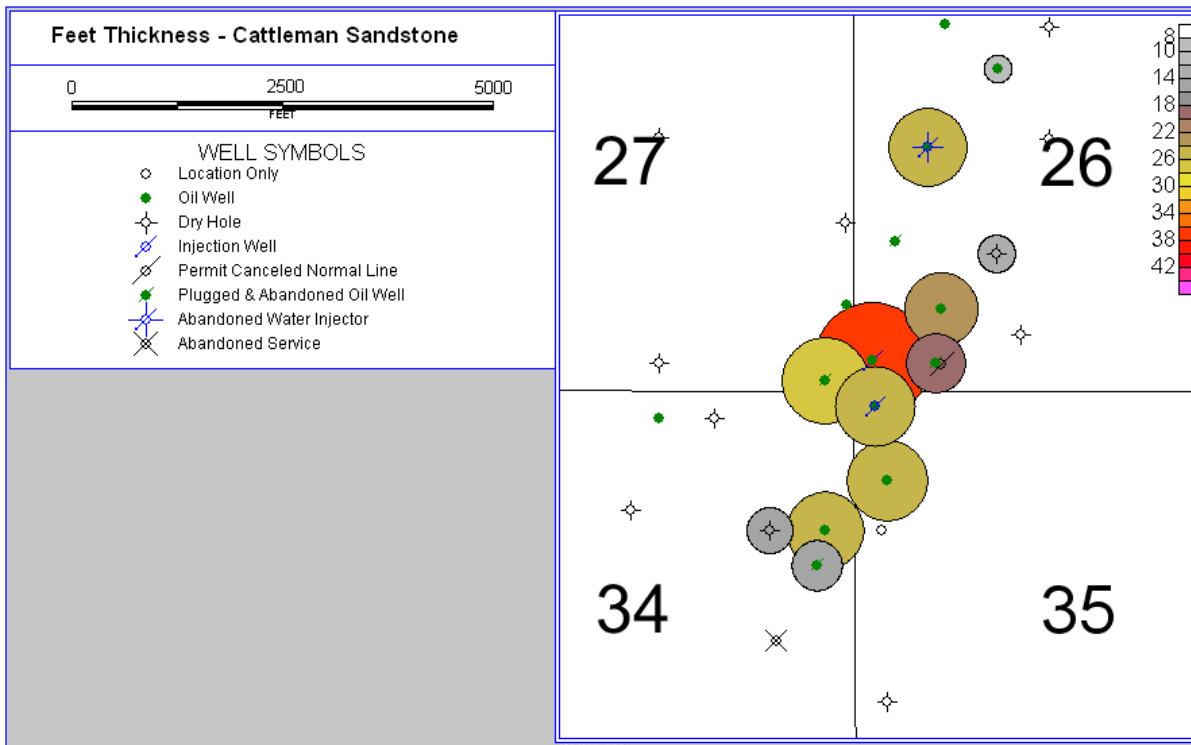 Feet Thickness - Cattleman Sandstone
0 2500 5000
FEET
WELL SYMBOLS
Location Only
Oil Well
Dry Hole
Injection Well
Permit Canceled Normal Line
Plugged & Abandoned Oil Well
Abandoned Water Injector
Abandoned Service
27
26
34
35
8
10
14
18
22
26
30
34
38
42